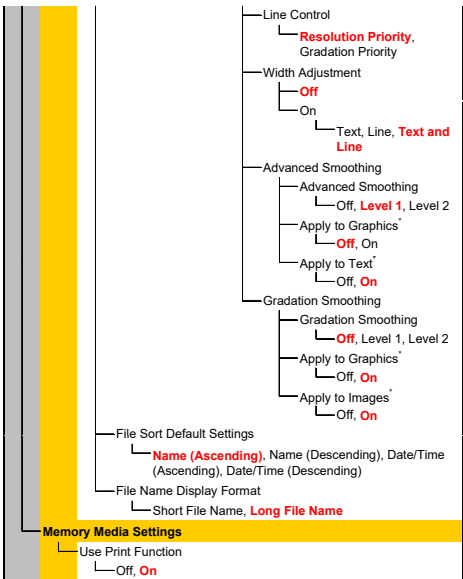 Line Control
Resolution Priority,
Gradation Priority
Width Adjustment
Off
On
Text, Line, Text and
Line
Advanced Smoothing
Advanced Smoothing
Off, Level 1, Level 2
Apply to Graphics*
Off, On
Apply to Text*
Off, On
Gradation Smoothing
Gradation Smoothing
Off, Level 1, Level 2
Apply to Graphics*
Off, On
Apply to Images*
Off, On
File Sort Default Settings
Name (Ascending), Name (Descending), Date/Time
(Ascending), Date/Time (Descending)
File Name Display Format
Short File Name, Long File Name
Memory Media Settings
Use Print Function
Off, On